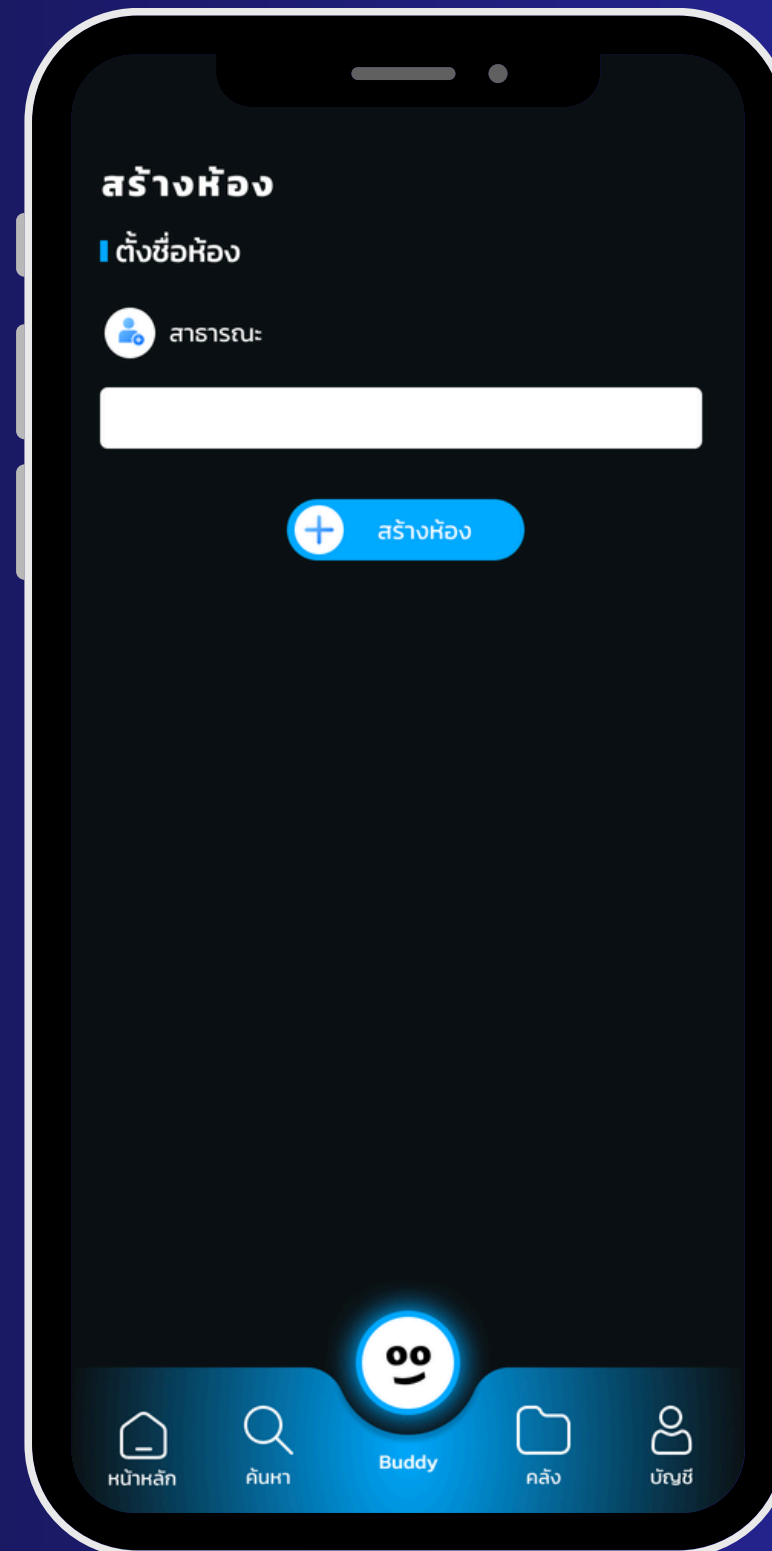 สร้างห้อง
ตั้งชื่อห้อง
สาธารณะ
สร้างห้อง
หน้าหลัก
ค้นหา
Buddy
คลัง
บัญชี